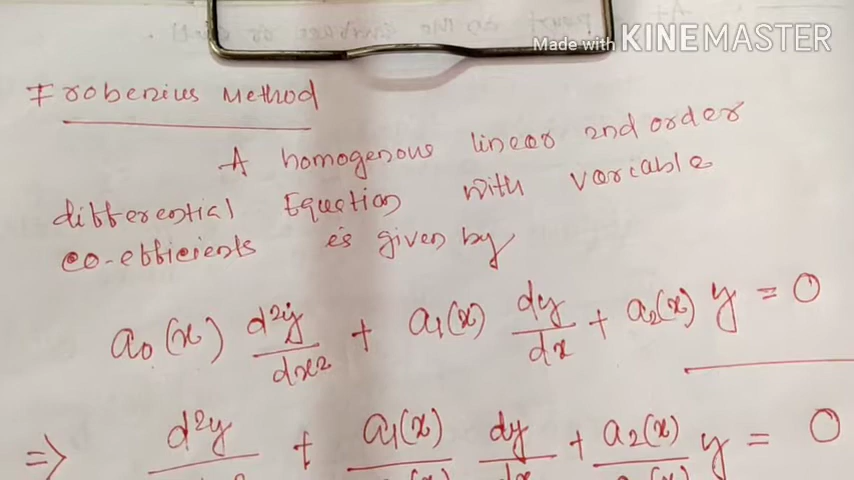 Made with KINEMASTER
Frobenius Method
A homogenous linear 2nd order
differential Equation with variable
co-efficients is given by
a₀(x) d²y/dx² + a₁(x) dy/dx + a₂(x) y = 0
⇒ d²y + a₁(x) dy/dx + a₂(x) y = 0